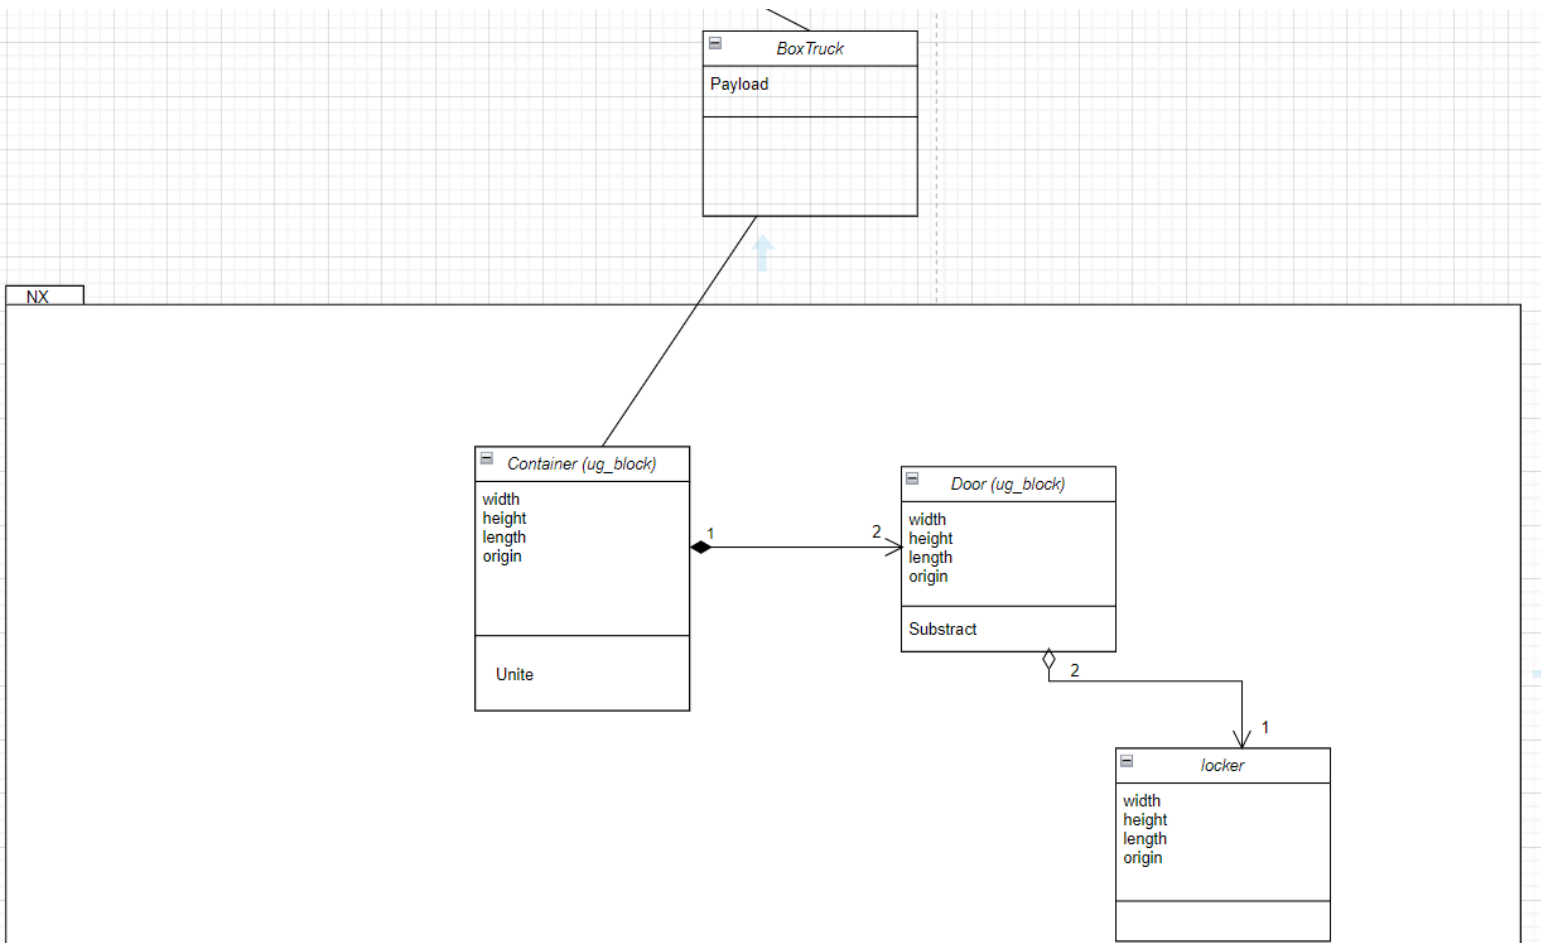 BoxTruck
Payload
NX
Container (ug_block)
width
height
length
origin
Unite
1
2
Door (ug_block)
width
height
length
origin
Substract
2
1
locker
width
height
length
origin